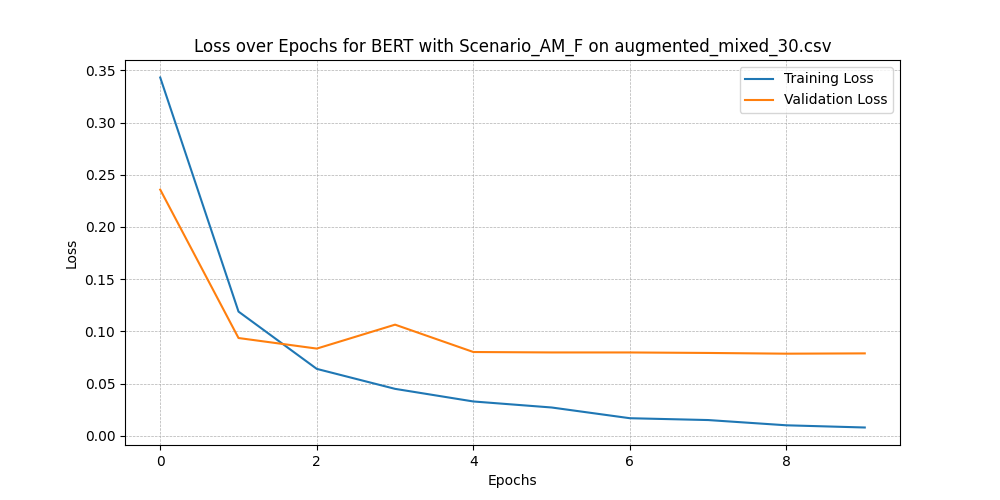 Loss over Epochs for BERT with Scenario_AM_F on augmented_mixed_30.csv
Training Loss
Validation Loss
0.35
0.30
0.25
0.20
0.15
0.10
0.05
0.00
Loss
0 2 4 6 8
Epochs